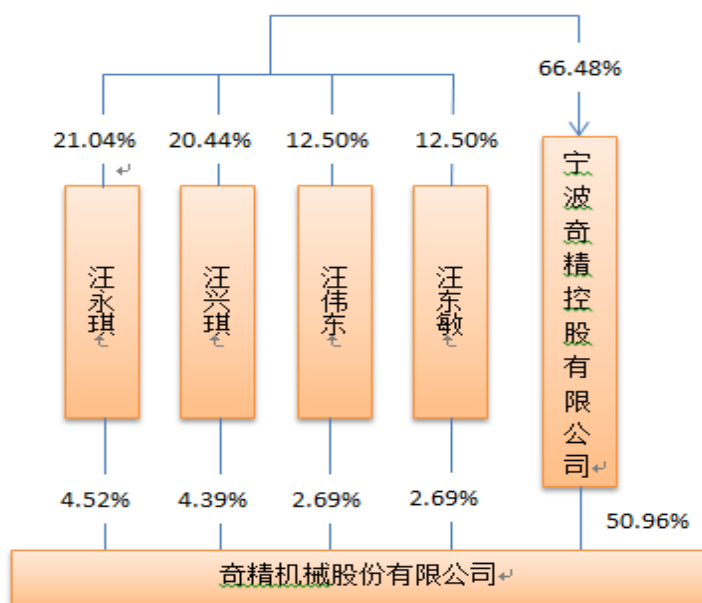 66.48%
21.04%
20.44%
12.50%
12.50%
汪永琪
汪兴琪
汪伟东
汪东敏
宁波奇精控股有限公司
4.52%
4.39%
2.69%
2.69%
50.96%
奇精机械股份有限公司